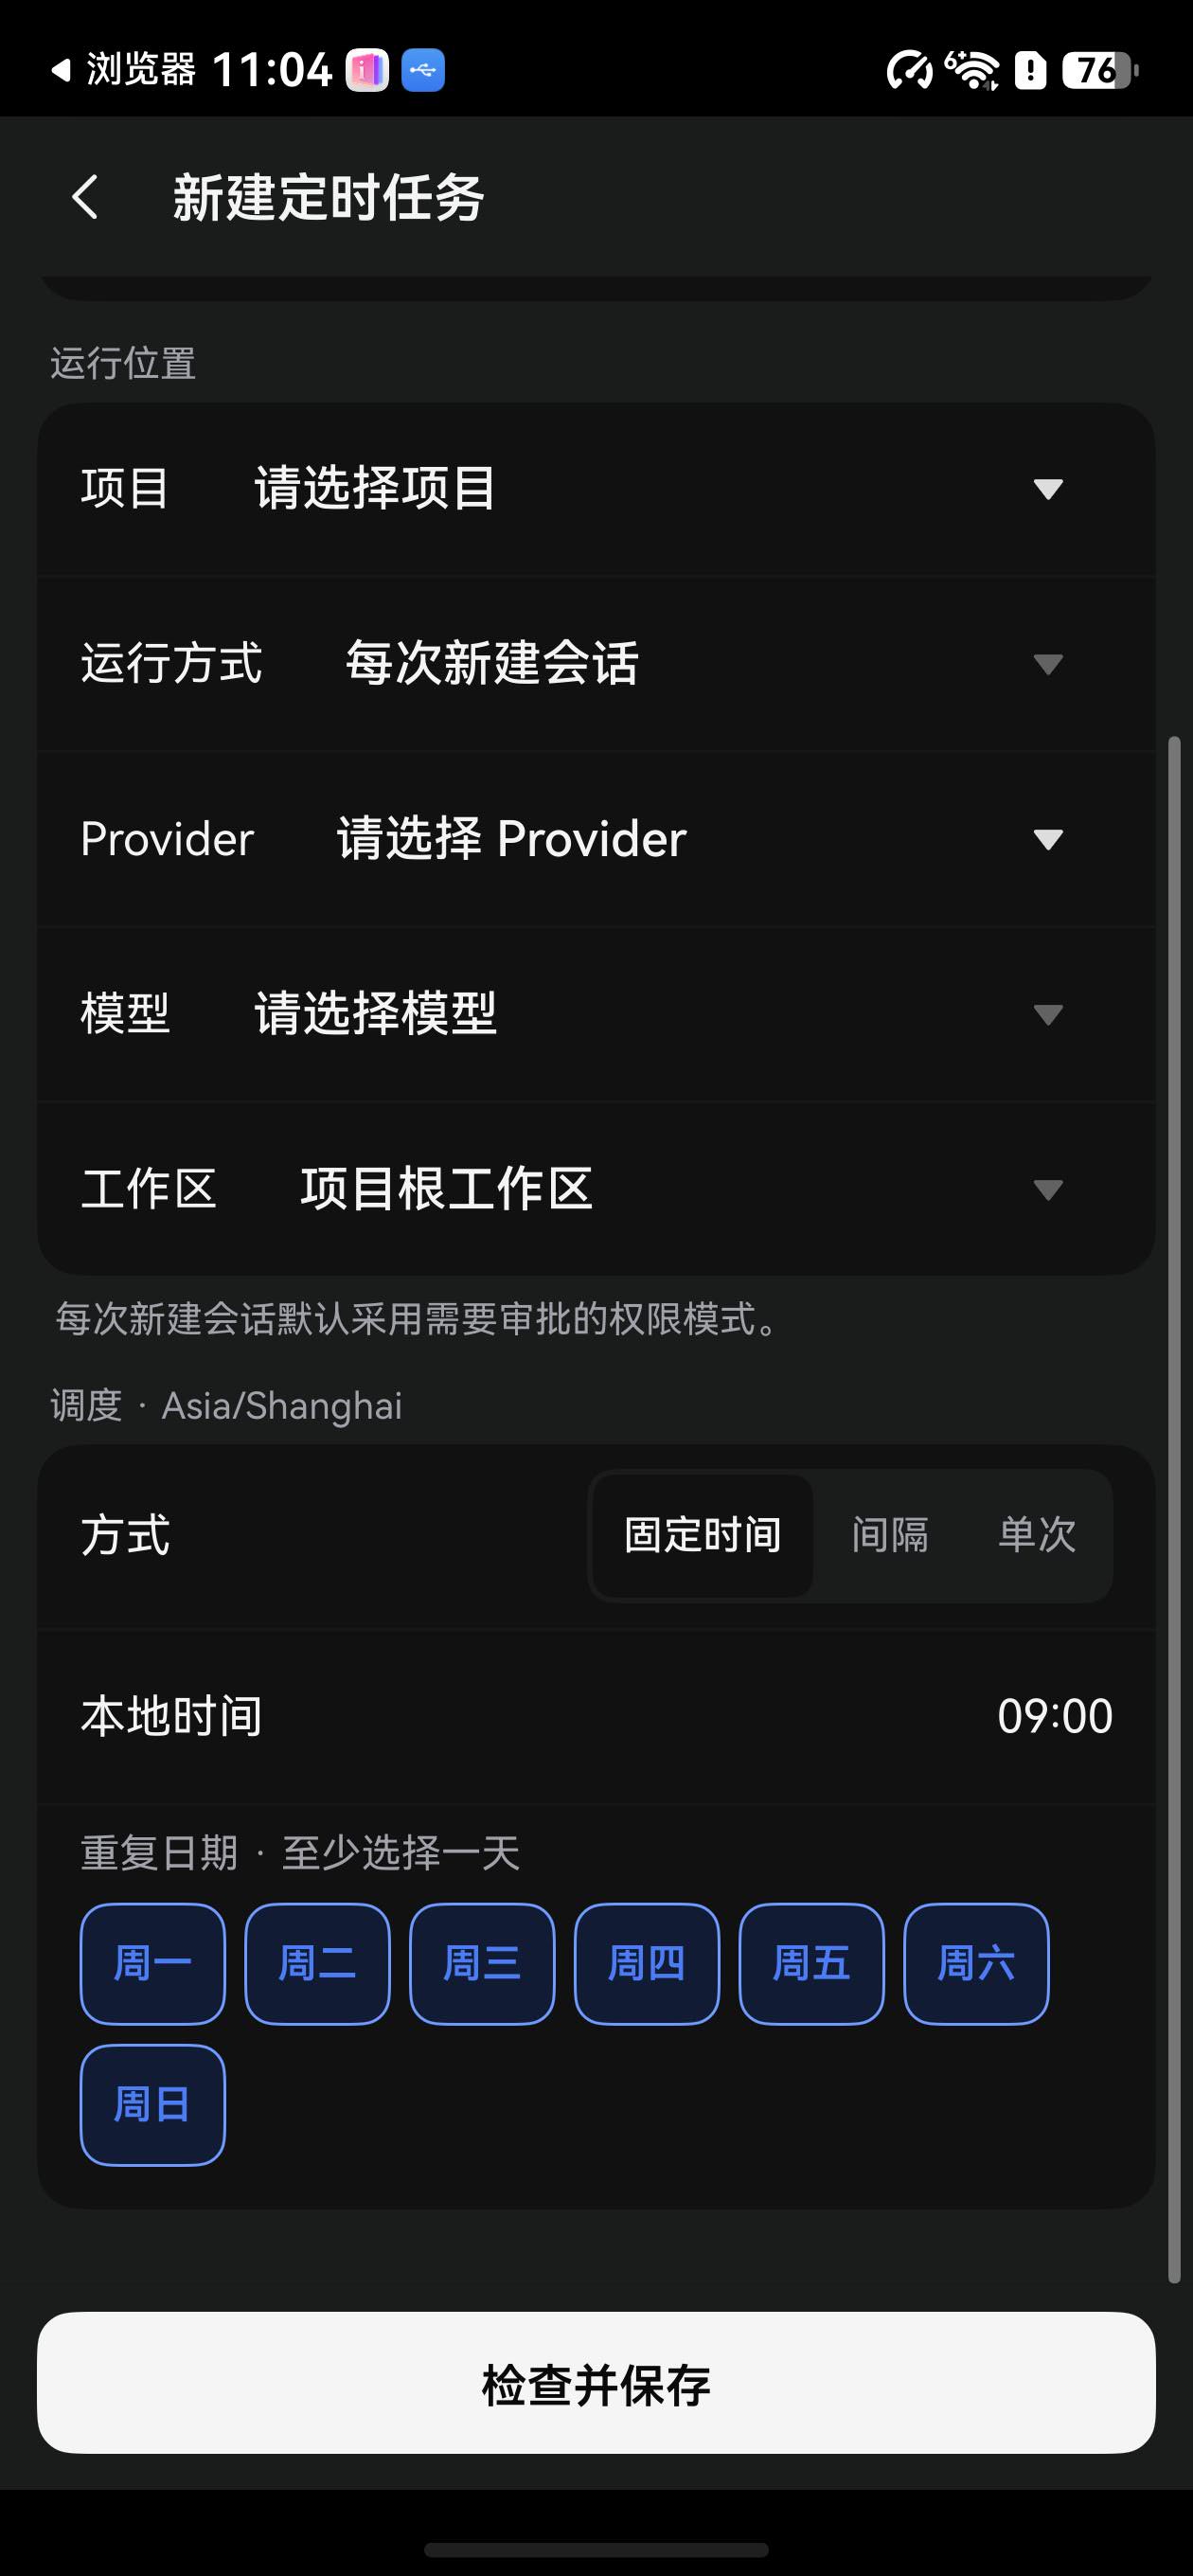 浏览器 11:04 76
新建定时任务
运行位置
项目 请选择项目
运行方式 每次新建会话
Provider 请选择 Provider
模型 请选择模型
工作区 项目根工作区
每次新建会话默认采用需要审批的权限模式。
调度 · Asia/Shanghai
方式 固定时间 间隔 单次
本地时间 09:00
重复日期 · 至少选择一天
周一 周二 周三 周四 周五 周六
周日
检查并保存